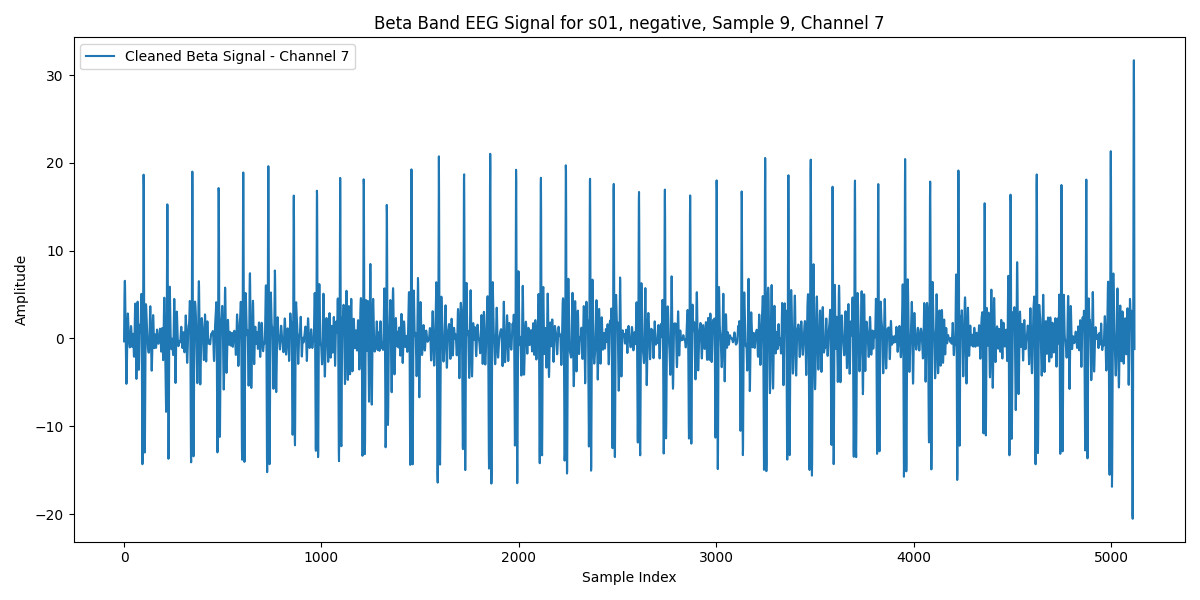 Beta Band EEG Signal for s01, negative, Sample 9, Channel 7
Cleaned Beta Signal - Channel 7
Amplitude
30
20
10
0
−10
−20
0 1000 2000 3000 4000 5000
Sample Index